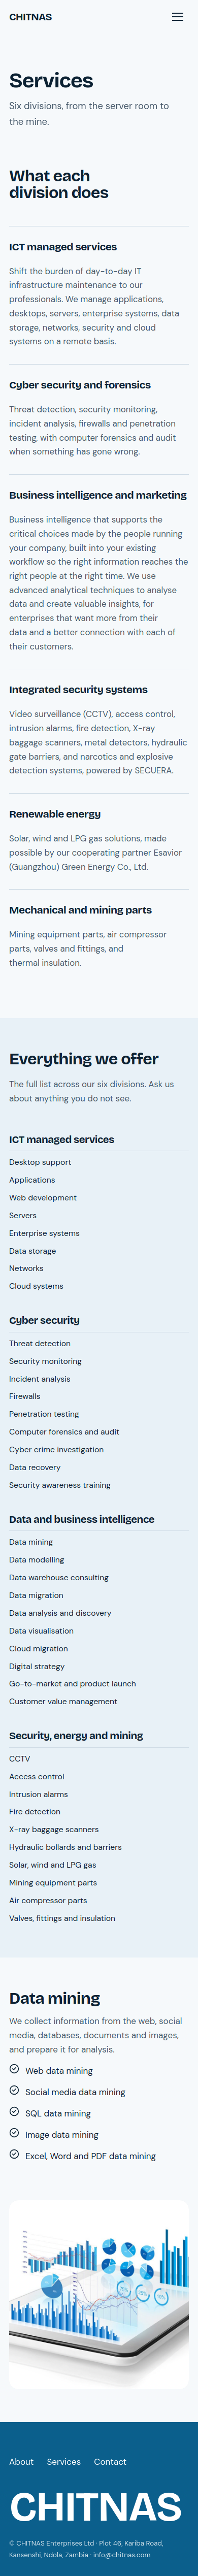 CHITNAS
Services
Six divisions, from the server room to
the mine.
What each
division does
ICT managed services
Shift the burden of day-to-day IT
infrastructure maintenance to our
professionals. We manage applications,
desktops, servers, enterprise systems, data
storage, networks, security and cloud
systems on a remote basis.
Cyber security and forensics
Threat detection, security monitoring,
incident analysis, firewalls and penetration
testing, with computer forensics and audit
when something has gone wrong.
Business intelligence and marketing
Business intelligence that supports the
critical choices made by the people running
your company, built into your existing
workflow so the right information reaches the
right people at the right time. We use
advanced analytical techniques to analyse
data and create valuable insights, for
enterprises that want more from their
data and a better connection with each of
their customers.
Integrated security systems
Video surveillance (CCTV), access control,
intrusion alarms, fire detection, X-ray
baggage scanners, metal detectors, hydraulic
gate barriers, and narcotics and explosive
detection systems, powered by SECUERA.
Renewable energy
Solar, wind and LPG gas solutions, made
possible by our cooperating partner Esavior
(Guangzhou) Green Energy Co., Ltd.
Mechanical and mining parts
Mining equipment parts, air compressor
parts, valves and fittings, and
thermal insulation.
Everything we offer
The full list across our six divisions. Ask us
about anything you do not see.
ICT managed services
Desktop support
Applications
Web development
Servers
Enterprise systems
Data storage
Networks
Cloud systems
Cyber security
Threat detection
Security monitoring
Incident analysis
Firewalls
Penetration testing
Computer forensics and audit
Cyber crime investigation
Data recovery
Security awareness training
Data and business intelligence
Data mining
Data modelling
Data warehouse consulting
Data migration
Data analysis and discovery
Data visualisation
Cloud migration
Digital strategy
Go-to-market and product launch
Customer value management
Security, energy and mining
CCTV
Access control
Intrusion alarms
Fire detection
X-ray baggage scanners
Hydraulic bollards and barriers
Solar, wind and LPG gas
Mining equipment parts
Air compressor parts
Valves, fittings and insulation
Data mining
We collect information from the web, social
media, databases, documents and images,
and prepare it for analysis.
Web data mining
Social media data mining
SQL data mining
Image data mining
Excel, Word and PDF data mining
About Services Contact
CHITNAS
© CHITNAS Enterprises Ltd · Plot 46, Kariba Road,
Kansenshi, Ndola, Zambia · info@chitnas.com